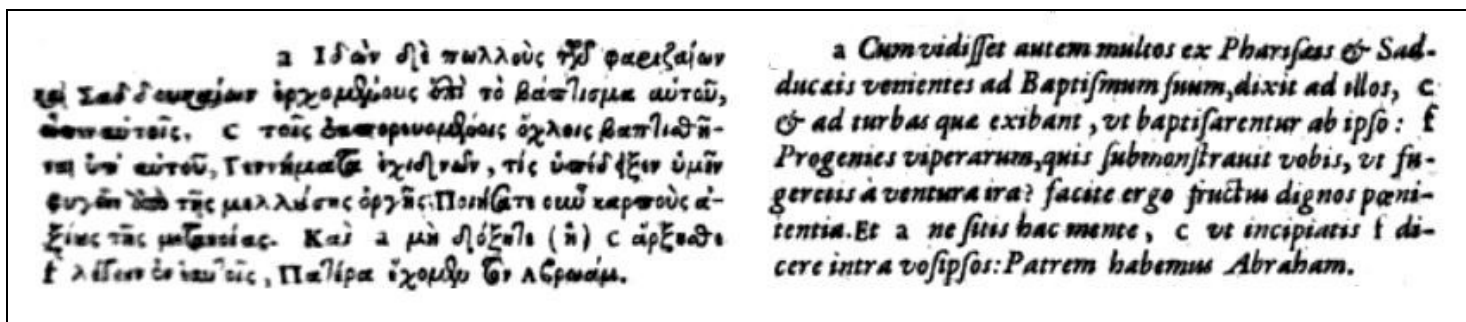 a Ἰδὼν δὲ πολλοὺς τῶν φαριζαίων
καὶ Σαδδουκαίων ἐρχομένους ἐπὶ τὸ βάπτισμα αὐτοῦ,
αὐτοῖς. c τοῖς ἐκπορευομένοις ὄχλοις βαπτισθῆ-
ναι ὑπ' αὐτοῦ, Γεννήματα ἐχιδνῶν, τίς ὑπέδειξεν ὑμῖν
φυγεῖν ἀπὸ τῆς μελλούσης ὀργῆς. Ποιήσατε οὖν καρποὺς ἀ-
ξίους τῆς μετανοίας. Καὶ a μὴ δόξητε (ἢ) c ἄρξησθε
f λέγειν ἐν ἑαυτοῖς, Πατέρα ἔχομεν τὸν Ἀβραάμ.
a Cum vidiſſet autem multos ex Phariſæis & Sad-
ducæis venientes ad Baptiſmum ſuum, dixit ad illos, c
& ad turbas quæ exibant, vt baptiſarentur ab ipſo: f
Progenies viperarum, quis ſubmonſtrauit vobis, vt fu-
geretis à ventura ira? facite ergo fructus dignos pœni-
tentia. Et a ne ſitis hac mente, c vt incipiatis f di-
cere intra voſipſos: Patrem habemus Abraham.